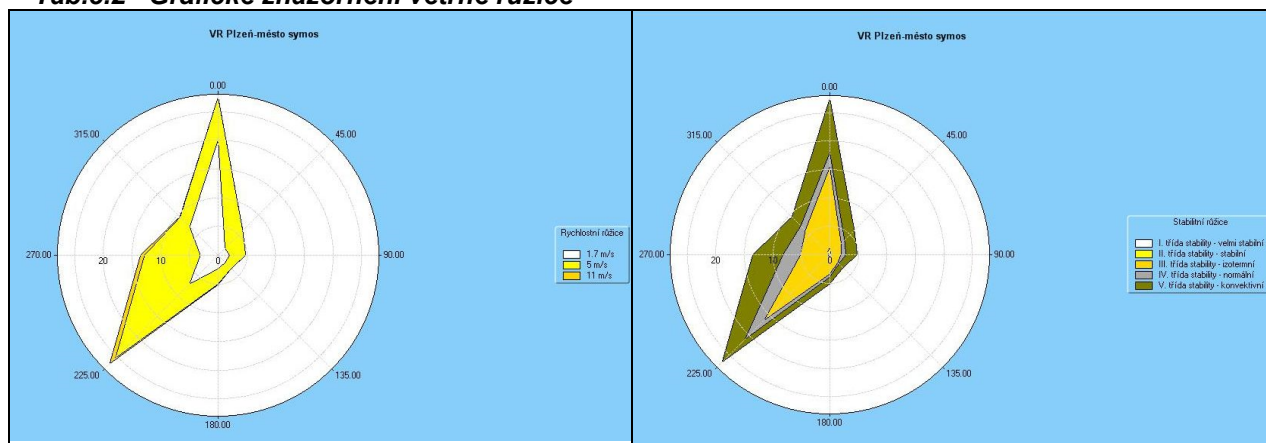 Tab.3.2 Grafické znázornění větrné růžice
VR Plzeň-město symos
0.00
315.00
45.00
270.00
20
10
0
90.00
225.00
135.00
180.00
Rychlostní růžice
1.7 m/s
5 m/s
11 m/s
VR Plzeň-město symos
0.00
315.00
45.00
270.00
20
10
0
90.00
225.00
135.00
180.00
Stabilitní růžice
I. třída stability - velmi stabilní
II. třída stability - stabilní
III. třída stability - izotermní
IV. třída stability - normální
V. třída stability - konvektivní